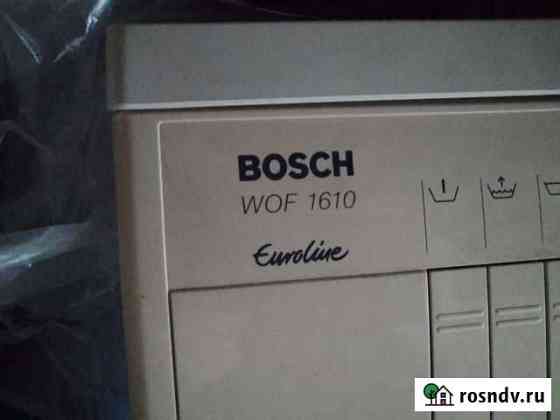 BOSCH
WOF 1610
Euroline
rosndv.ru